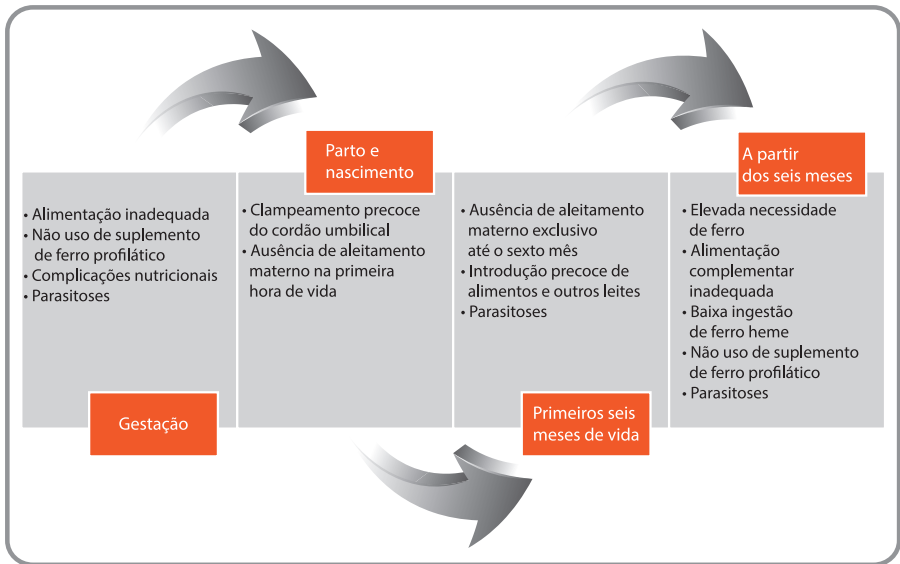 • Alimentação inadequada
• Não uso de suplemento
de ferro profilático
• Complicações nutricionais
• Parasitoses
Gestação
Parto e
nascimento
• Clampeamento precoce
do cordão umbilical
• Ausência de aleitamento
materno na primeira
hora de vida
• Ausência de aleitamento
materno exclusivo
até o sexto mês
• Introdução precoce de
alimentos e outros leites
• Parasitoses
Primeiros seis
meses de vida
A partir
dos seis meses
• Elevada necessidade
de ferro
• Alimentação
complementar
inadequada
• Baixa ingestão
de ferro heme
• Não uso de suplemento
de ferro profilático
• Parasitoses